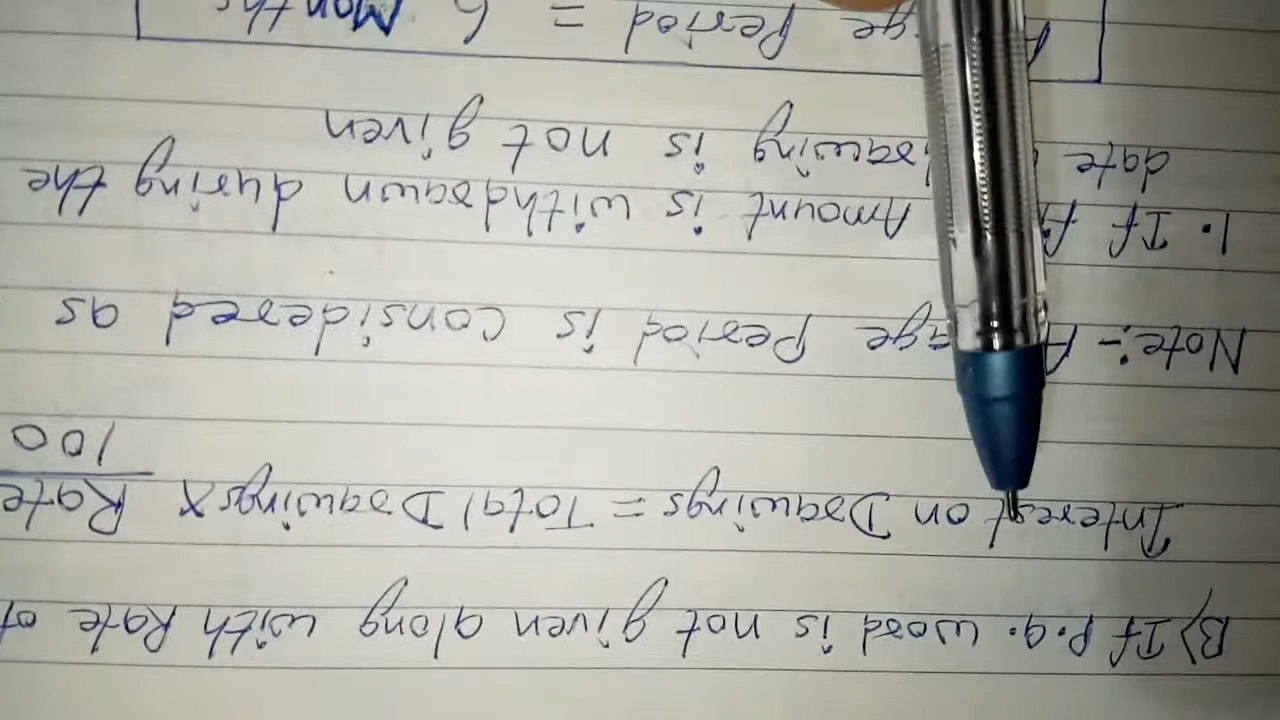 B) If P.a. word is not given along with Rate of
Interest on Drawings = Total Drawings X Rate
100
Note:- Period is considered as
1. If Amount is withdrawn during the
date is not given
Period = 6 Months